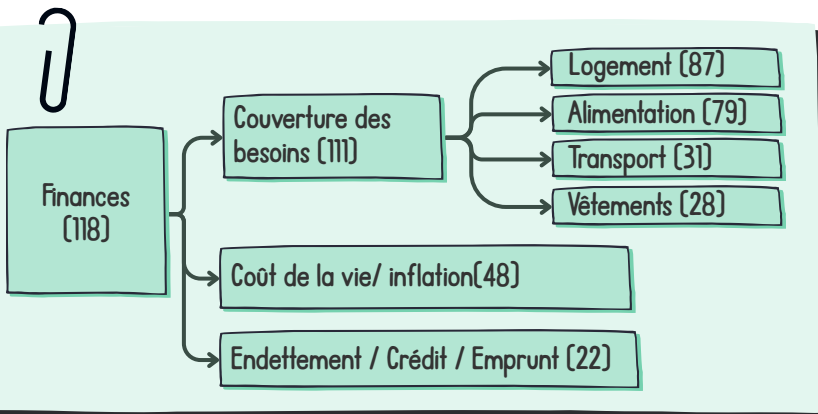 Finances
(118)
Couverture des
besoins (111)
Logement (87)
Alimentation (79)
Transport (31)
Vêtements (28)
Coût de la vie/ inflation(48)
Endettement / Crédit / Emprunt (22)